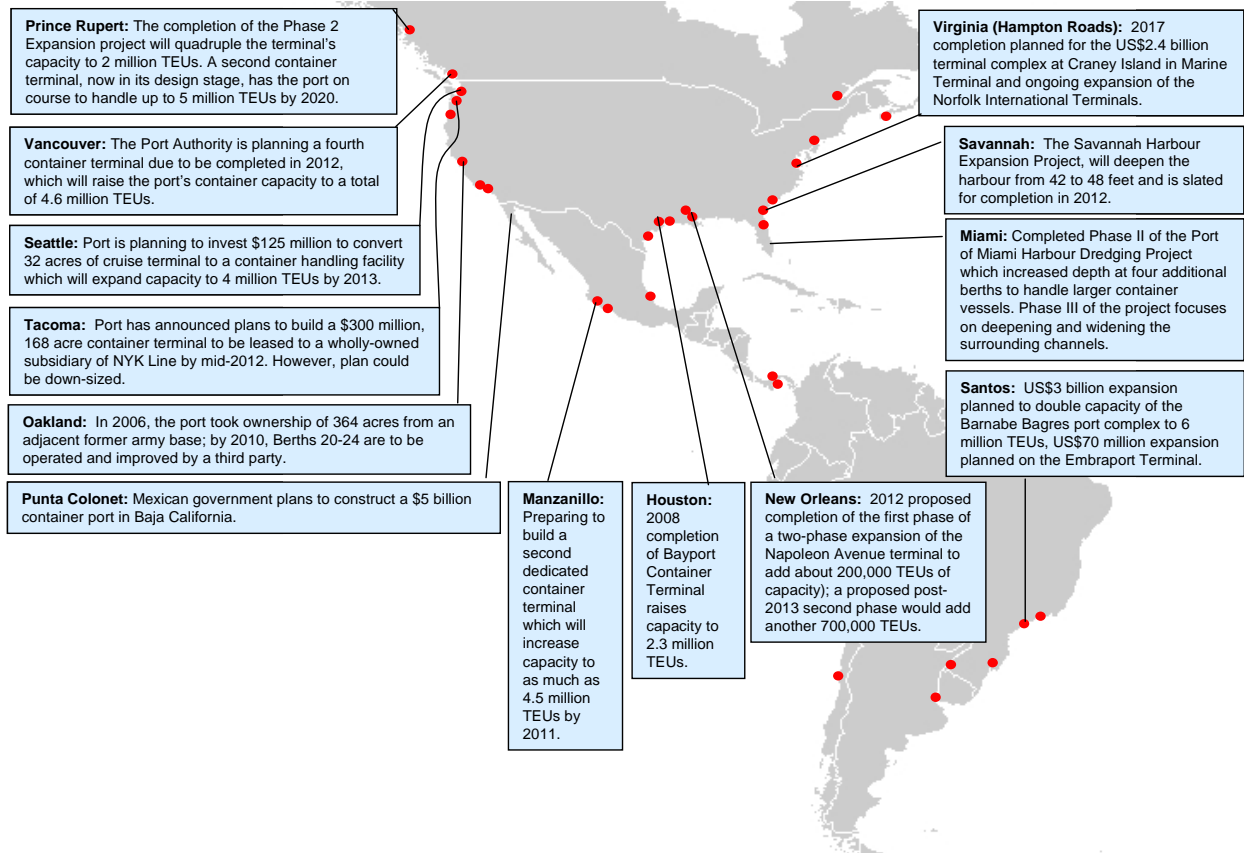 Prince Rupert: The completion of the Phase 2
Expansion project will quadruple the terminal's
capacity to 2 million TEUs. A second container
terminal, now in its design stage, has the port on
course to handle up to 5 million TEUs by 2020.
Vancouver: The Port Authority is planning a fourth
container terminal due to be completed in 2012,
which will raise the port's container capacity to a total
of 4.6 million TEUs.
Seattle: Port is planning to invest $125 million to convert
32 acres of cruise terminal to a container handling facility
which will expand capacity to 4 million TEUs by 2013.
Tacoma: Port has announced plans to build a $300 million,
168 acre container terminal to be leased to a wholly-owned
subsidiary of NYK Line by mid-2012. However, plan could
be down-sized.
Oakland: In 2006, the port took ownership of 364 acres from an
adjacent former army base; by 2010, Berths 20-24 are to be
operated and improved by a third party.
Punta Colonet: Mexican government plans to construct a $5 billion
container port in Baja California.
Manzanillo:
Preparing to
build a
second
dedicated
container
terminal
which will
increase
capacity to
as much as
4.5 million
TEUs by
2011.
Houston:
2008
completion
of Bayport
Container
Terminal
raises
capacity to
2.3 million
TEUs.
New Orleans: 2012 proposed
completion of the first phase of
a two-phase expansion of the
Napoleon Avenue terminal to
add about 200,000 TEUs of
capacity); a proposed post-
2013 second phase would add
another 700,000 TEUs.
Virginia (Hampton Roads): 2017
completion planned for the US$2.4 billion
terminal complex at Craney Island in Marine
Terminal and ongoing expansion of the
Norfolk International Terminals.
Savannah: The Savannah Harbour
Expansion Project, will deepen the
harbour from 42 to 48 feet and is slated
for completion in 2012.
Miami: Completed Phase II of the Port
of Miami Harbour Dredging Project
which increased depth at four additional
berths to handle larger container
vessels. Phase III of the project focuses
on deepening and widening the
surrounding channels.
Santos: US$3 billion expansion
planned to double capacity of the
Barnabe Bagres port complex to 6
million TEUs, US$70 million expansion
planned on the Embraport Terminal.